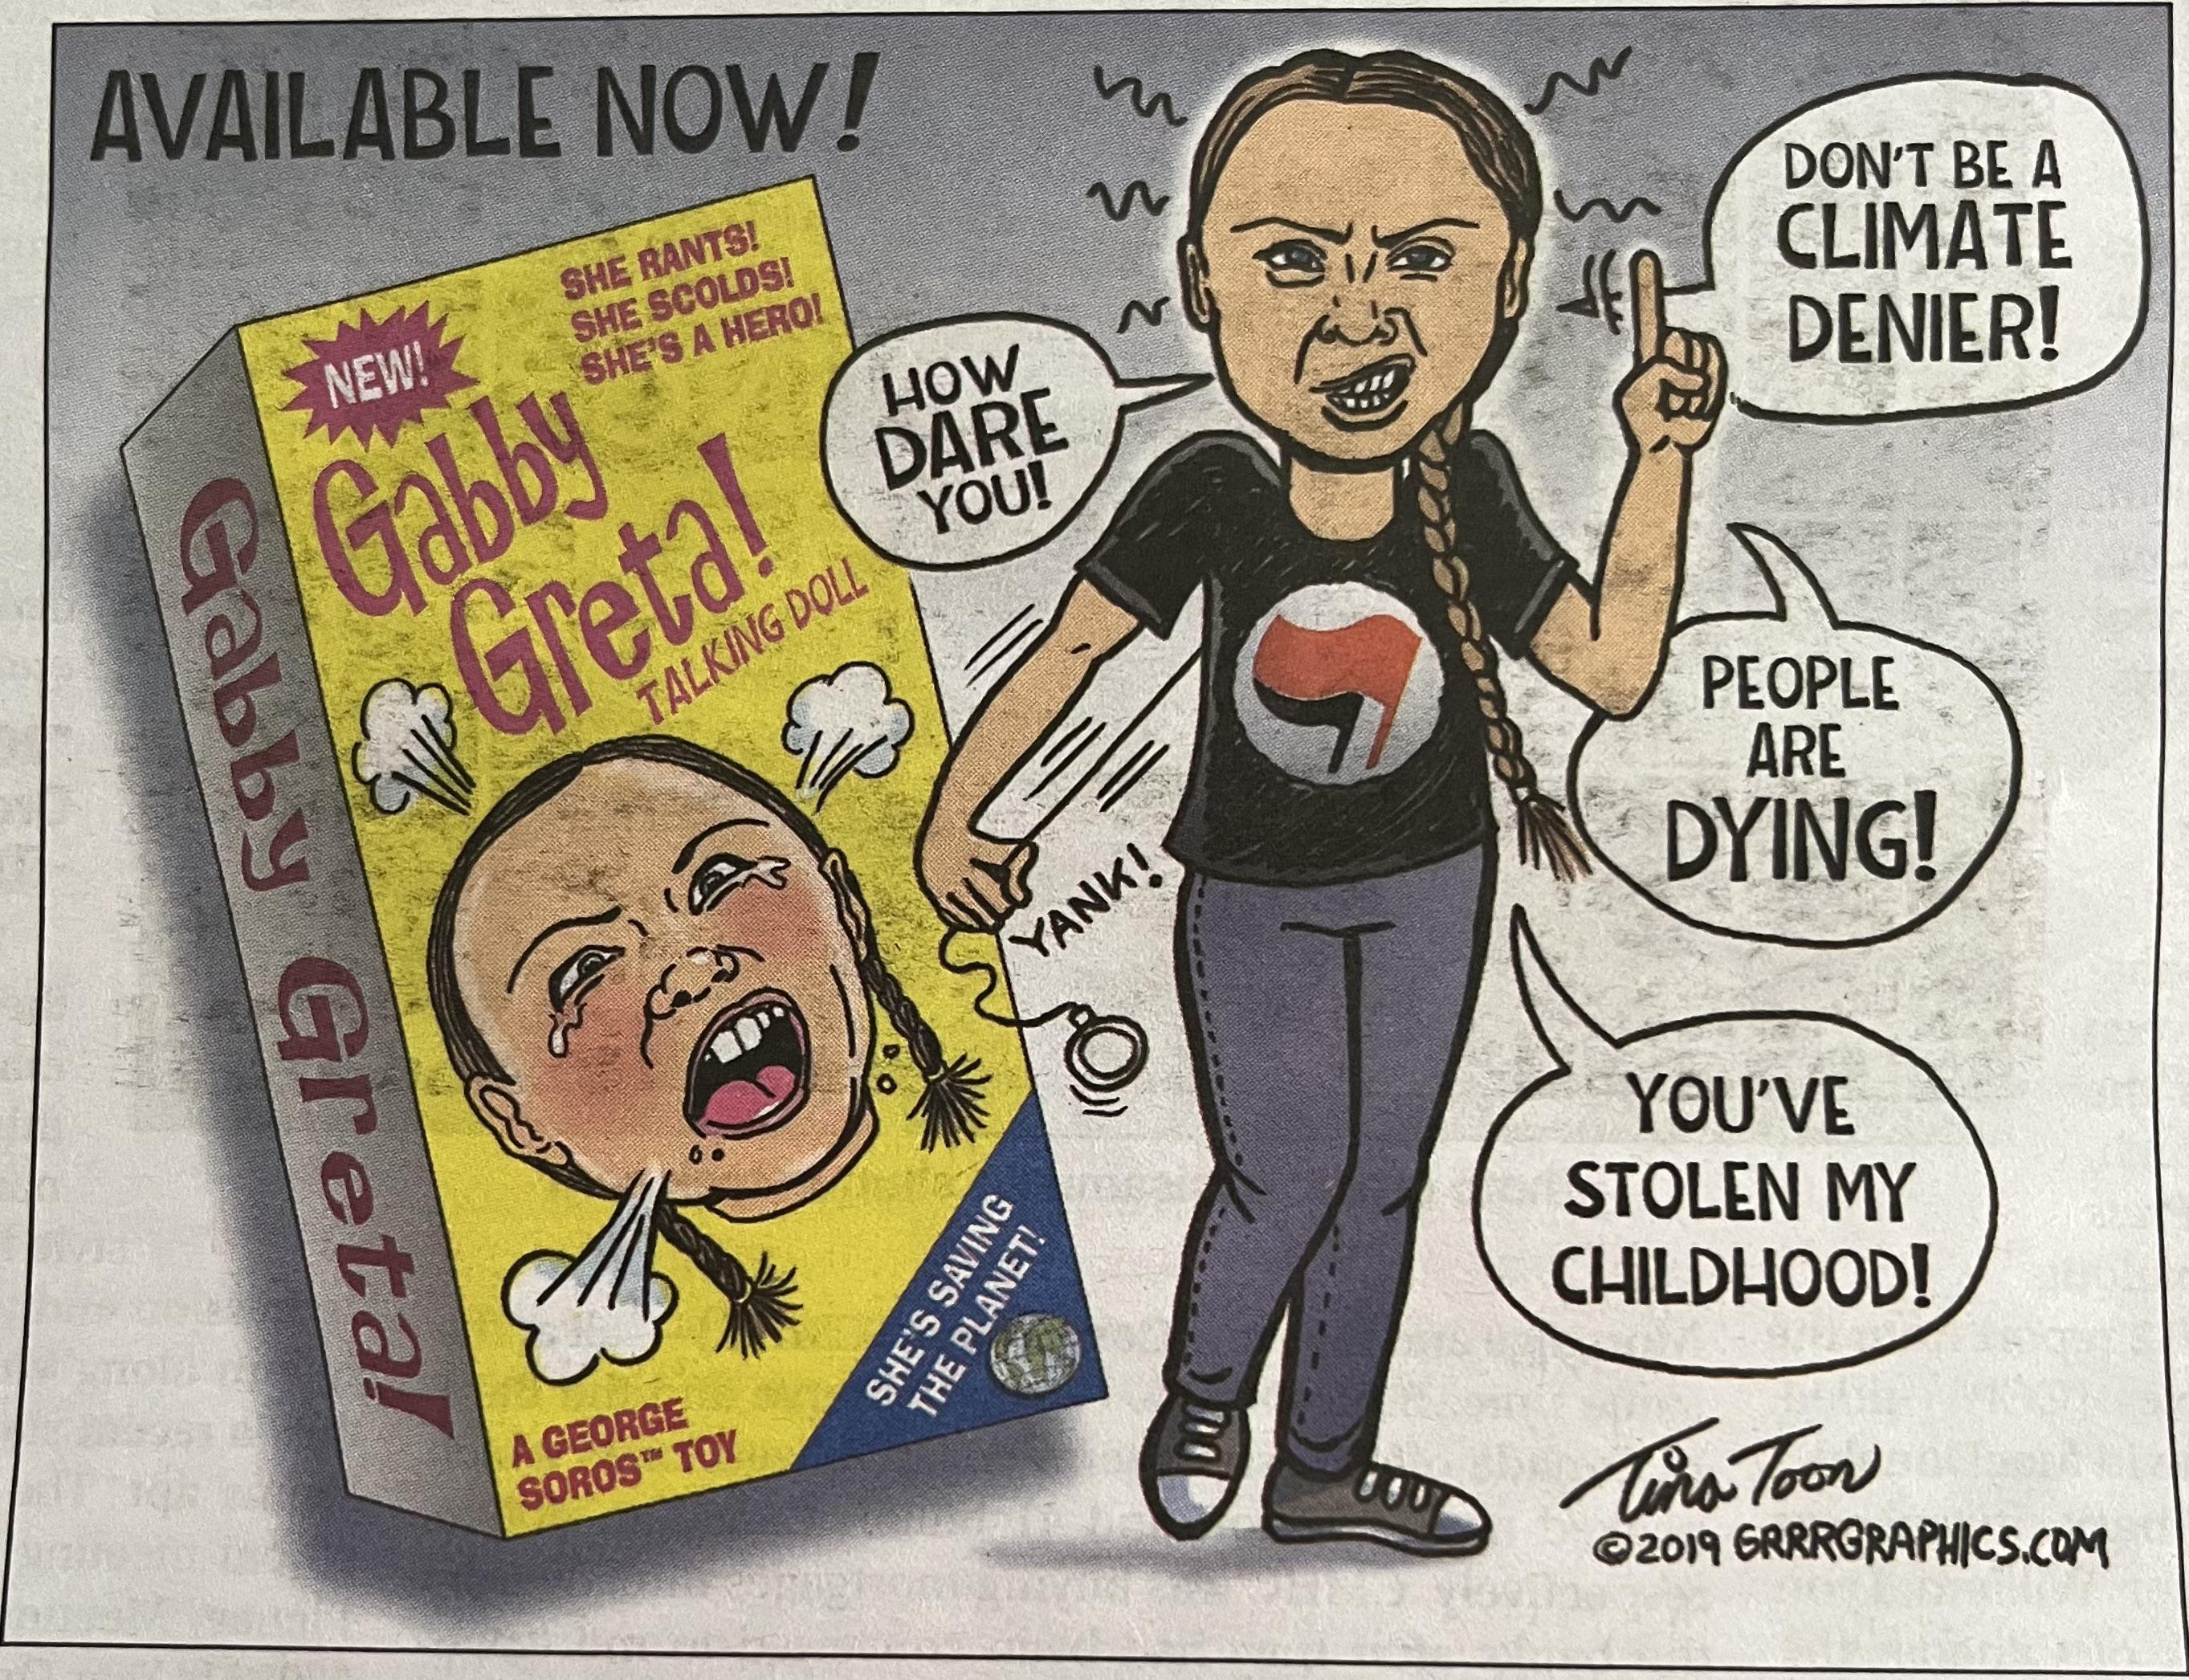 AVAILABLE NOW!
SHE RANTS!
SHE SCOLDS!
SHE'S A HERO!
NEW!
Gabby
Greta!
TALKING DOLL
Gabby Greta!
A GEORGE
SOROS™ TOY
SHE'S SAVING
THE PLANET!
HOW
DARE
YOU!
YANK!
DON'T BE A
CLIMATE
DENIER!
PEOPLE
ARE
DYING!
YOU'VE
STOLEN MY
CHILDHOOD!
Tina Toon
©2019 GRRRGRAPHICS.COM